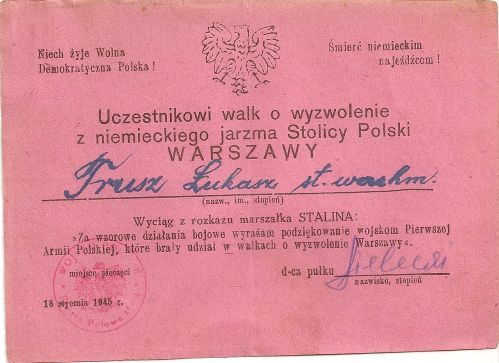 Niech żyje Wolna
Demokratyczna Polska !
Śmierć niemieckim
najeźdźcom !
Uczestnikowi walk o wyzwolenie
z niemieckiego jarzma Stolicy Polski
WARSZAWY
Trusz Łukasz st. wachm.
(nazw., im., stopień)
Wyciąg z rozkazu marszałka STALINA:
»Za wzorowe działania bojowe wyrażam podziękowanie wojskom Pierwszej
Armii Polskiej, które brały udział w walkach o wyzwolenie Warszawy«.
miejsce pieczęci
d-ca pułku
nazwisko, stopień
18 stycznia 1945 r.